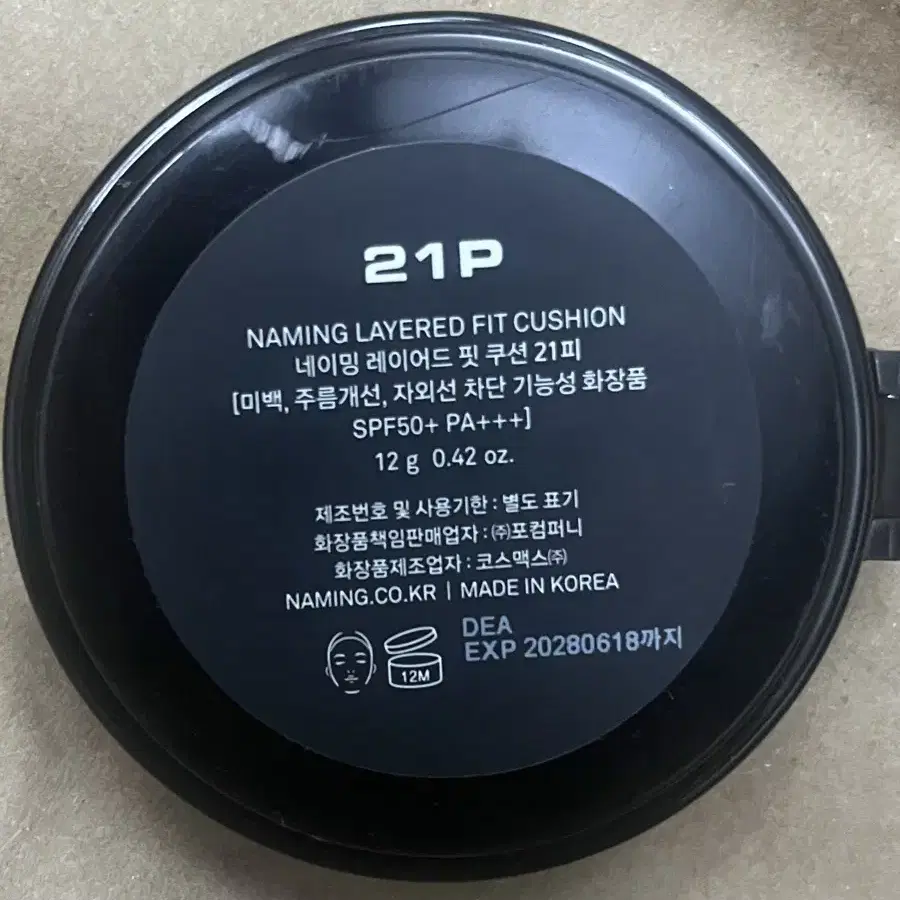 21P
NAMING LAYERED FIT CUSHION
네이밍 레이어드 핏 쿠션 21피
[미백, 주름개선, 자외선 차단 기능성 화장품
SPF50+ PA+++]
12 g 0.42 oz.
제조번호 및 사용기한 : 별도 표기
화장품책임판매업자 : ㈜포컴퍼니
화장품제조업자 : 코스맥스㈜
NAMING.CO.KR | MADE IN KOREA
12M
DEA
EXP 20280618까지